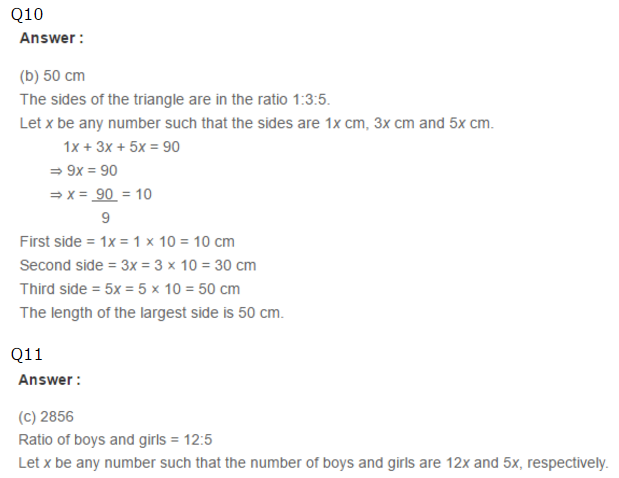 Q10
Answer :
(b) 50 cm
The sides of the triangle are in the ratio 1:3:5.
Let x be any number such that the sides are 1x cm, 3x cm and 5x cm.
1x + 3x + 5x = 90
⇒ 9x = 90
⇒ x = 90 = 10
9
First side = 1x = 1 × 10 = 10 cm
Second side = 3x = 3 × 10 = 30 cm
Third side = 5x = 5 × 10 = 50 cm
The length of the largest side is 50 cm.
Q11
Answer :
(c) 2856
Ratio of boys and girls = 12:5
Let x be any number such that the number of boys and girls are 12x and 5x, respectively.